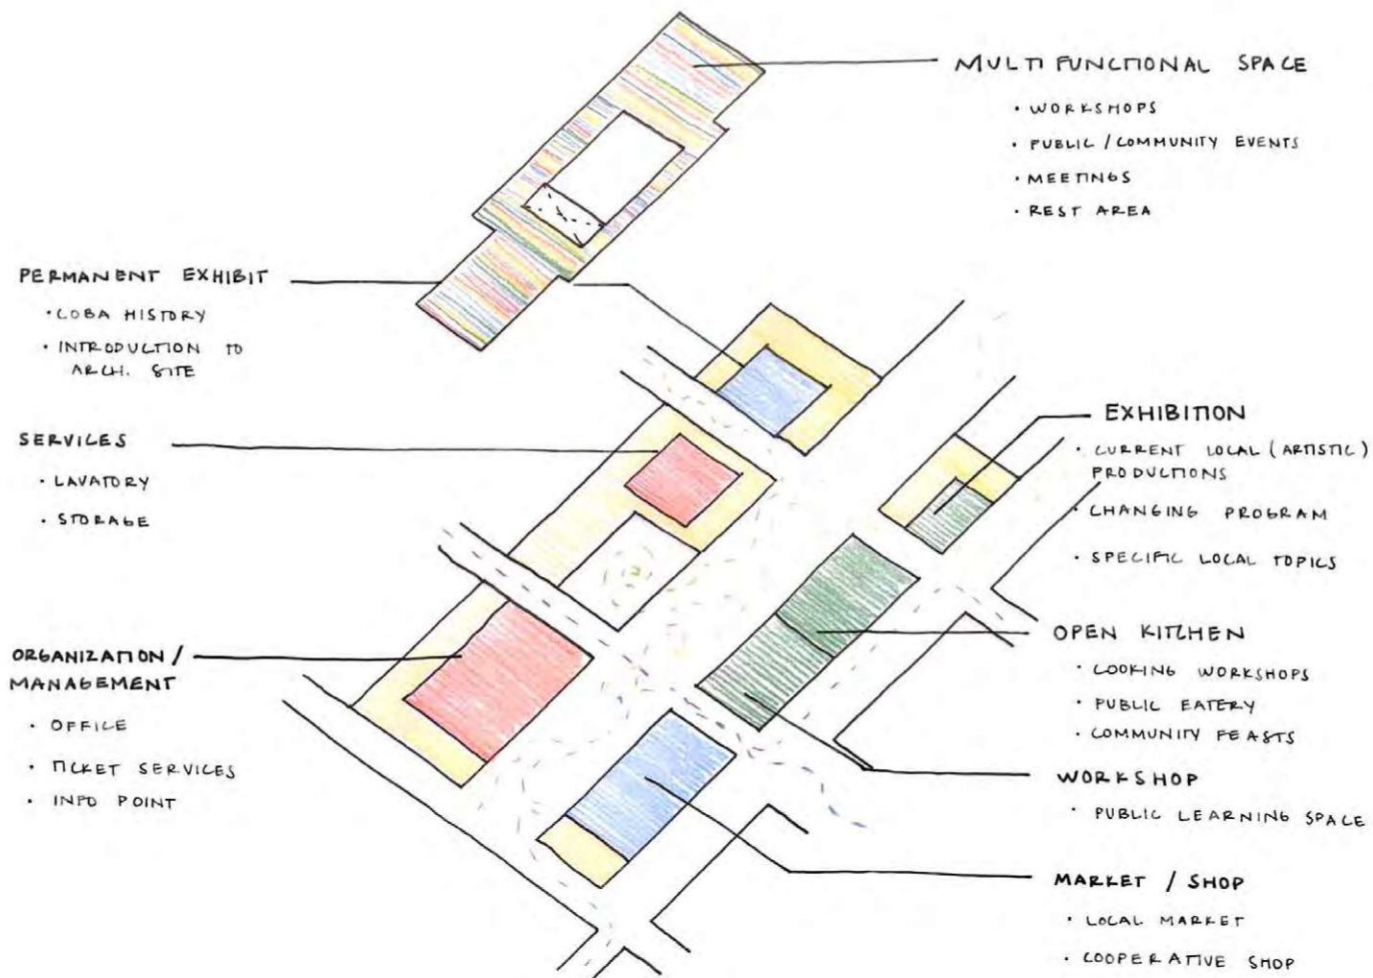 MULTIFUNCTIONAL SPACE
· WORKSHOPS
· PUBLIC / COMMUNITY EVENTS
· MEETINGS
· REST AREA
PERMANENT EXHIBIT
· COBA HISTORY
· INTRODUCTION TO
ARCH. SITE
SERVICES
· LAVATORY
· STORAGE
ORGANIZATION /
MANAGEMENT
· OFFICE
· TICKET SERVICES
· INFO POINT
EXHIBITION
· CURRENT LOCAL (ARTISTIC)
PRODUCTIONS
· CHANGING PROGRAM
· SPECIFIC LOCAL TOPICS
OPEN KITCHEN
· COOKING WORKSHOPS
· PUBLIC EATERY
· COMMUNITY FEASTS
WORKSHOP
· PUBLIC LEARNING SPACE
MARKET / SHOP
· LOCAL MARKET
· COOPERATIVE SHOP